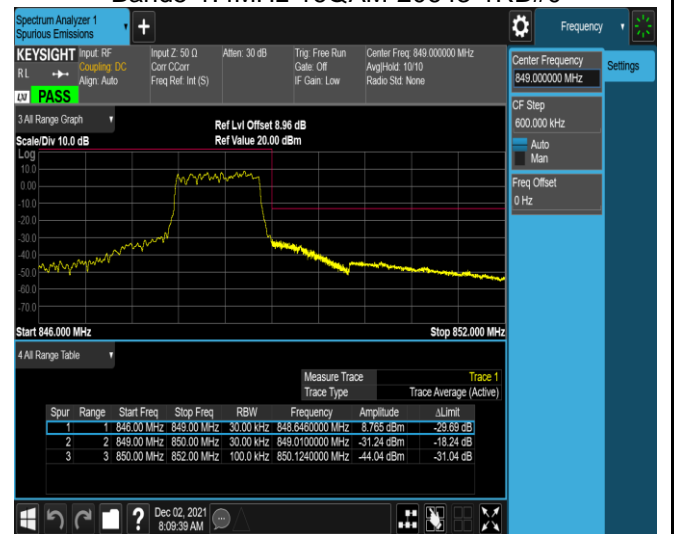 Spectrum Analyzer 1
Spurious Emissions
+
Frequency
KEYSIGHT
RL
Input: RF
Coupling: DC
Align: Auto
Input Z: 50 Ω
Corr CCorr
Freq Ref: Int (S)
Atten: 30 dB
Trig: Free Run
Gate: Off
IF Gain: Low
Center Freq: 849.000000 MHz
Avg|Hold: 10/10
Radio Std: None
LXI PASS
Center Frequency
849.000000 MHz
Settings
CF Step
600.000 kHz
Auto
Man
Freq Offset
0 Hz
3 All Range Graph
Scale/Div 10.0 dB
Ref Lvl Offset 8.96 dB
Ref Value 20.00 dBm
Log
10.0
0.00
-10.0
-20.0
-30.0
-40.0
-50.0
-60.0
-70.0
Start 846.000 MHz
Stop 852.000 MHz
4 All Range Table
Measure Trace Trace 1
Trace Type Trace Average (Active)
Spur Range Start Freq Stop Freq RBW Frequency Amplitude ΔLimit
1 1 846.00 MHz 849.00 MHz 30.00 kHz 848.6460000 MHz 8.765 dBm -29.69 dB
2 2 849.00 MHz 850.00 MHz 30.00 kHz 849.0100000 MHz -31.24 dBm -18.24 dB
3 3 850.00 MHz 852.00 MHz 100.0 kHz 850.1240000 MHz -44.04 dBm -31.04 dB
?
Dec 02, 2021
8:09:39 AM